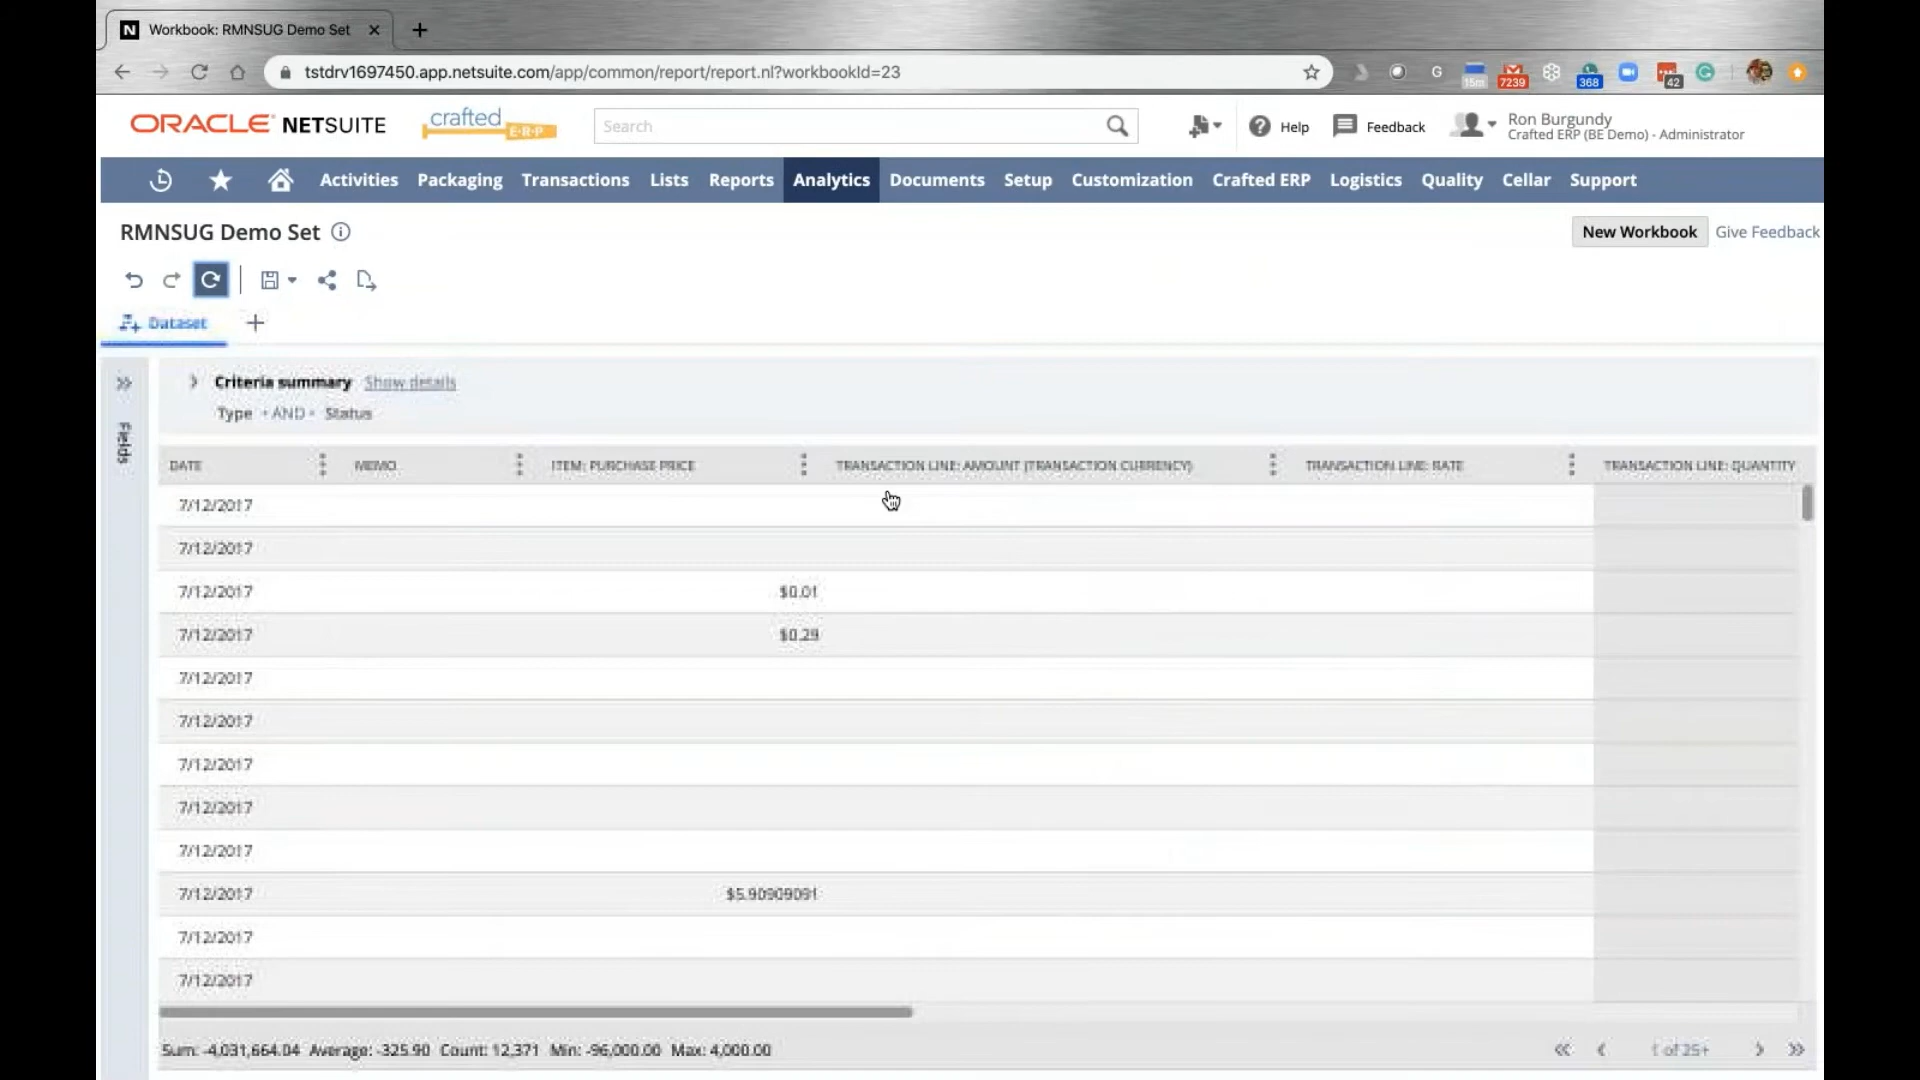 Workbook: RMNSUG Demo Set
tstdrv1697450.app.netsuite.com/app/common/report/report.nl?workbookId=23
G
15m
7239
368
42
ORACLE NETSUITE
crafted
E·R·P
Search
Help
Feedback
Ron Burgundy
Crafted ERP (BE Demo) - Administrator
Activities Packaging Transactions Lists Reports Analytics Documents Setup Customization Crafted ERP Logistics Quality Cellar Support
RMNSUG Demo Set
New Workbook
Give Feedback
Dataset
Fields
Criteria summary Show details
Type • AND • Status
DATE MEMO ITEM: PURCHASE PRICE TRANSACTION LINE: AMOUNT (TRANSACTION CURRENCY) TRANSACTION LINE: RATE TRANSACTION LINE: QUANTITY
7/12/2017
7/12/2017
7/12/2017 $0.01
7/12/2017 $0.29
7/12/2017
7/12/2017
7/12/2017
7/12/2017
7/12/2017
7/12/2017 $5.90909091
7/12/2017
7/12/2017
Sum: -4,031,664.04 Average: -325.90 Count: 12,371 Min: -96,000.00 Max: 4,000.00
1 of 25+